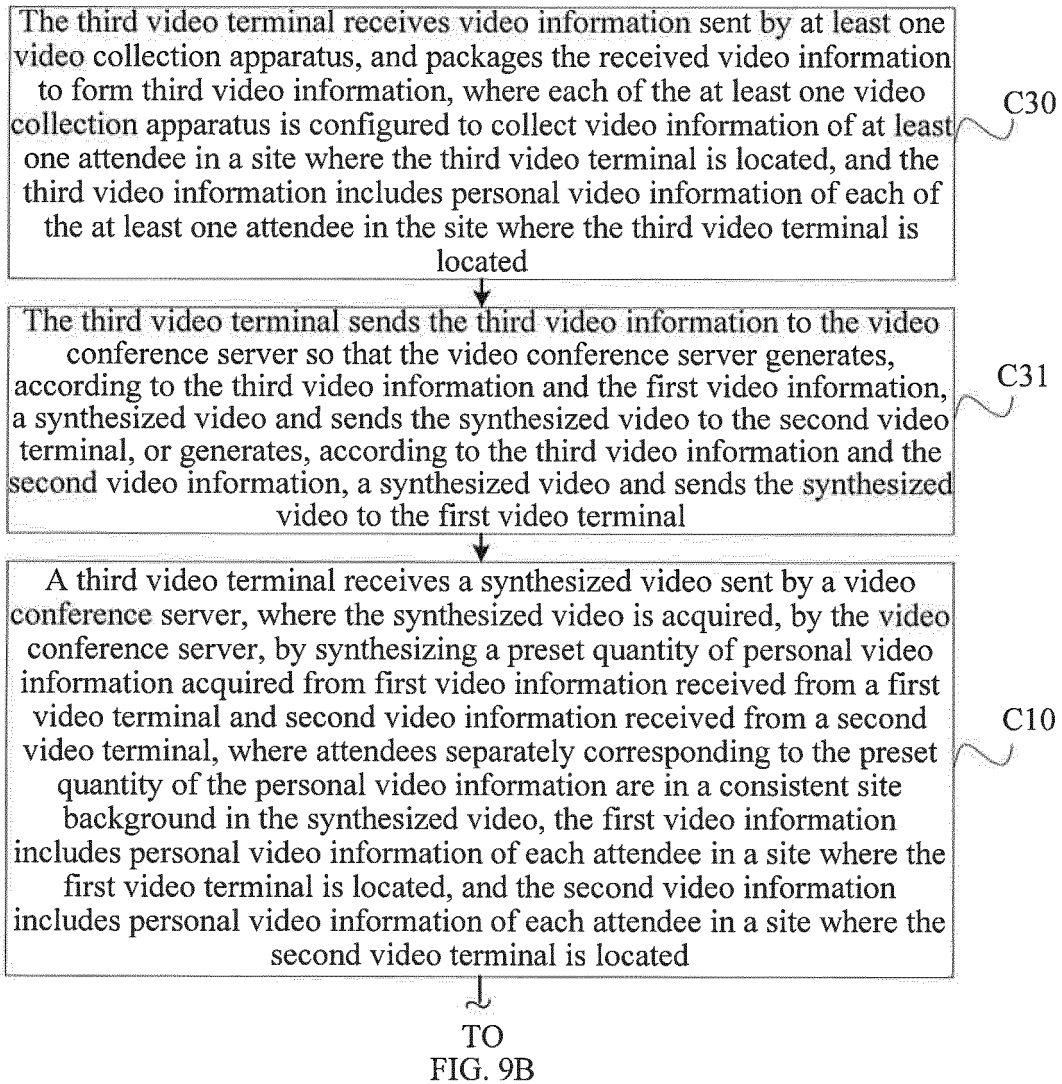 The third video terminal receives video information sent by at least one
video collection apparatus, and packages the received video information
to form third video information, where each of the at least one video
collection apparatus is configured to collect video information of at least
one attendee in a site where the third video terminal is located, and the
third video information includes personal video information of each of
the at least one attendee in the site where the third video terminal is
located
C30
The third video terminal sends the third video information to the video
conference server so that the video conference server generates,
according to the third video information and the first video information,
a synthesized video and sends the synthesized video to the second video
terminal, or generates, according to the third video information and the
second video information, a synthesized video and sends the synthesized
video to the first video terminal
C31
A third video terminal receives a synthesized video sent by a video
conference server, where the synthesized video is acquired, by the video
conference server, by synthesizing a preset quantity of personal video
information acquired from first video information received from a first
video terminal and second video information received from a second
video terminal, where attendees separately corresponding to the preset
quantity of the personal video information are in a consistent site
background in the synthesized video, the first video information
includes personal video information of each attendee in a site where the
first video terminal is located, and the second video information
includes personal video information of each attendee in a site where the
second video terminal is located
C10
TO
FIG. 9B